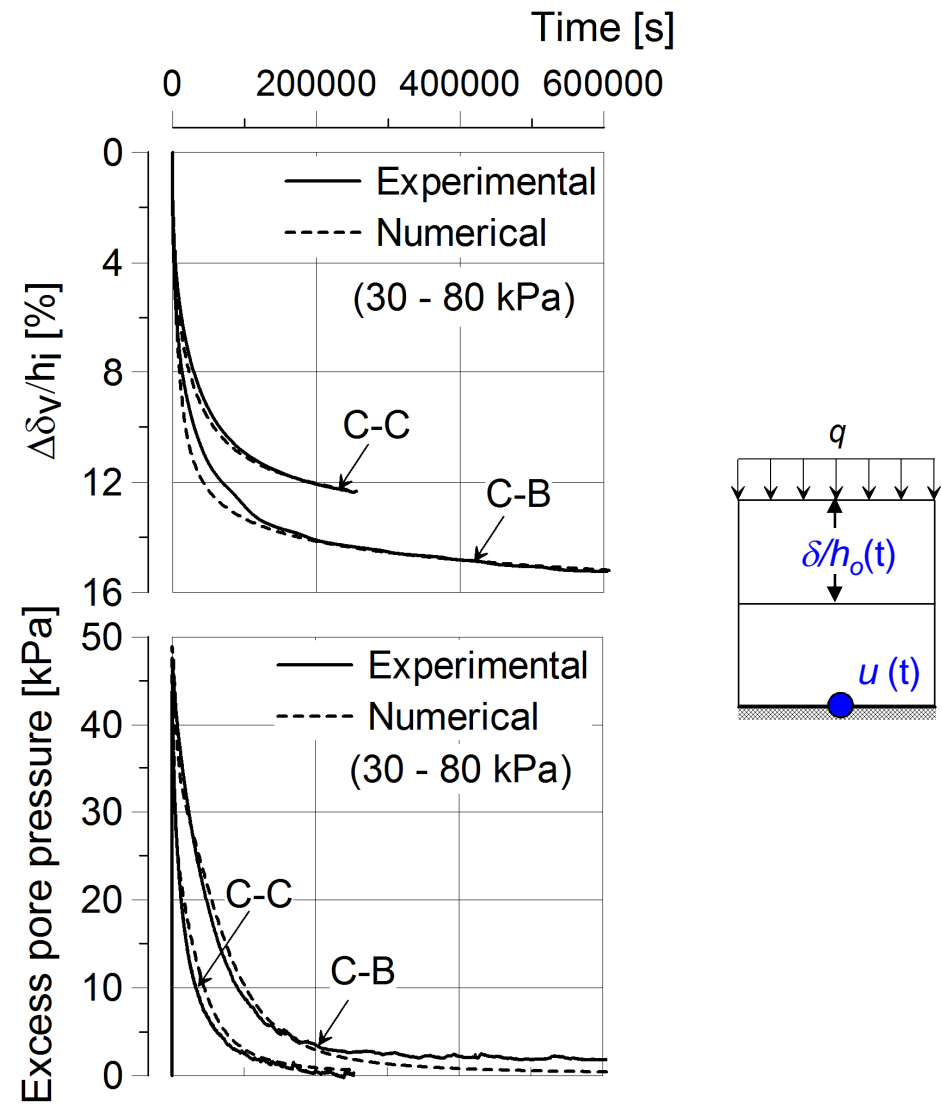 Time [s]
0 200000 400000 600000
0
4
8
12
16
Δδv/hi [%]
Experimental
Numerical
(30 - 80 kPa)
C-C
C-B
50
40
30
20
10
0
Excess pore pressure [kPa]
Experimental
Numerical
(30 - 80 kPa)
C-C
C-B
q
δ/ho(t)
u (t)